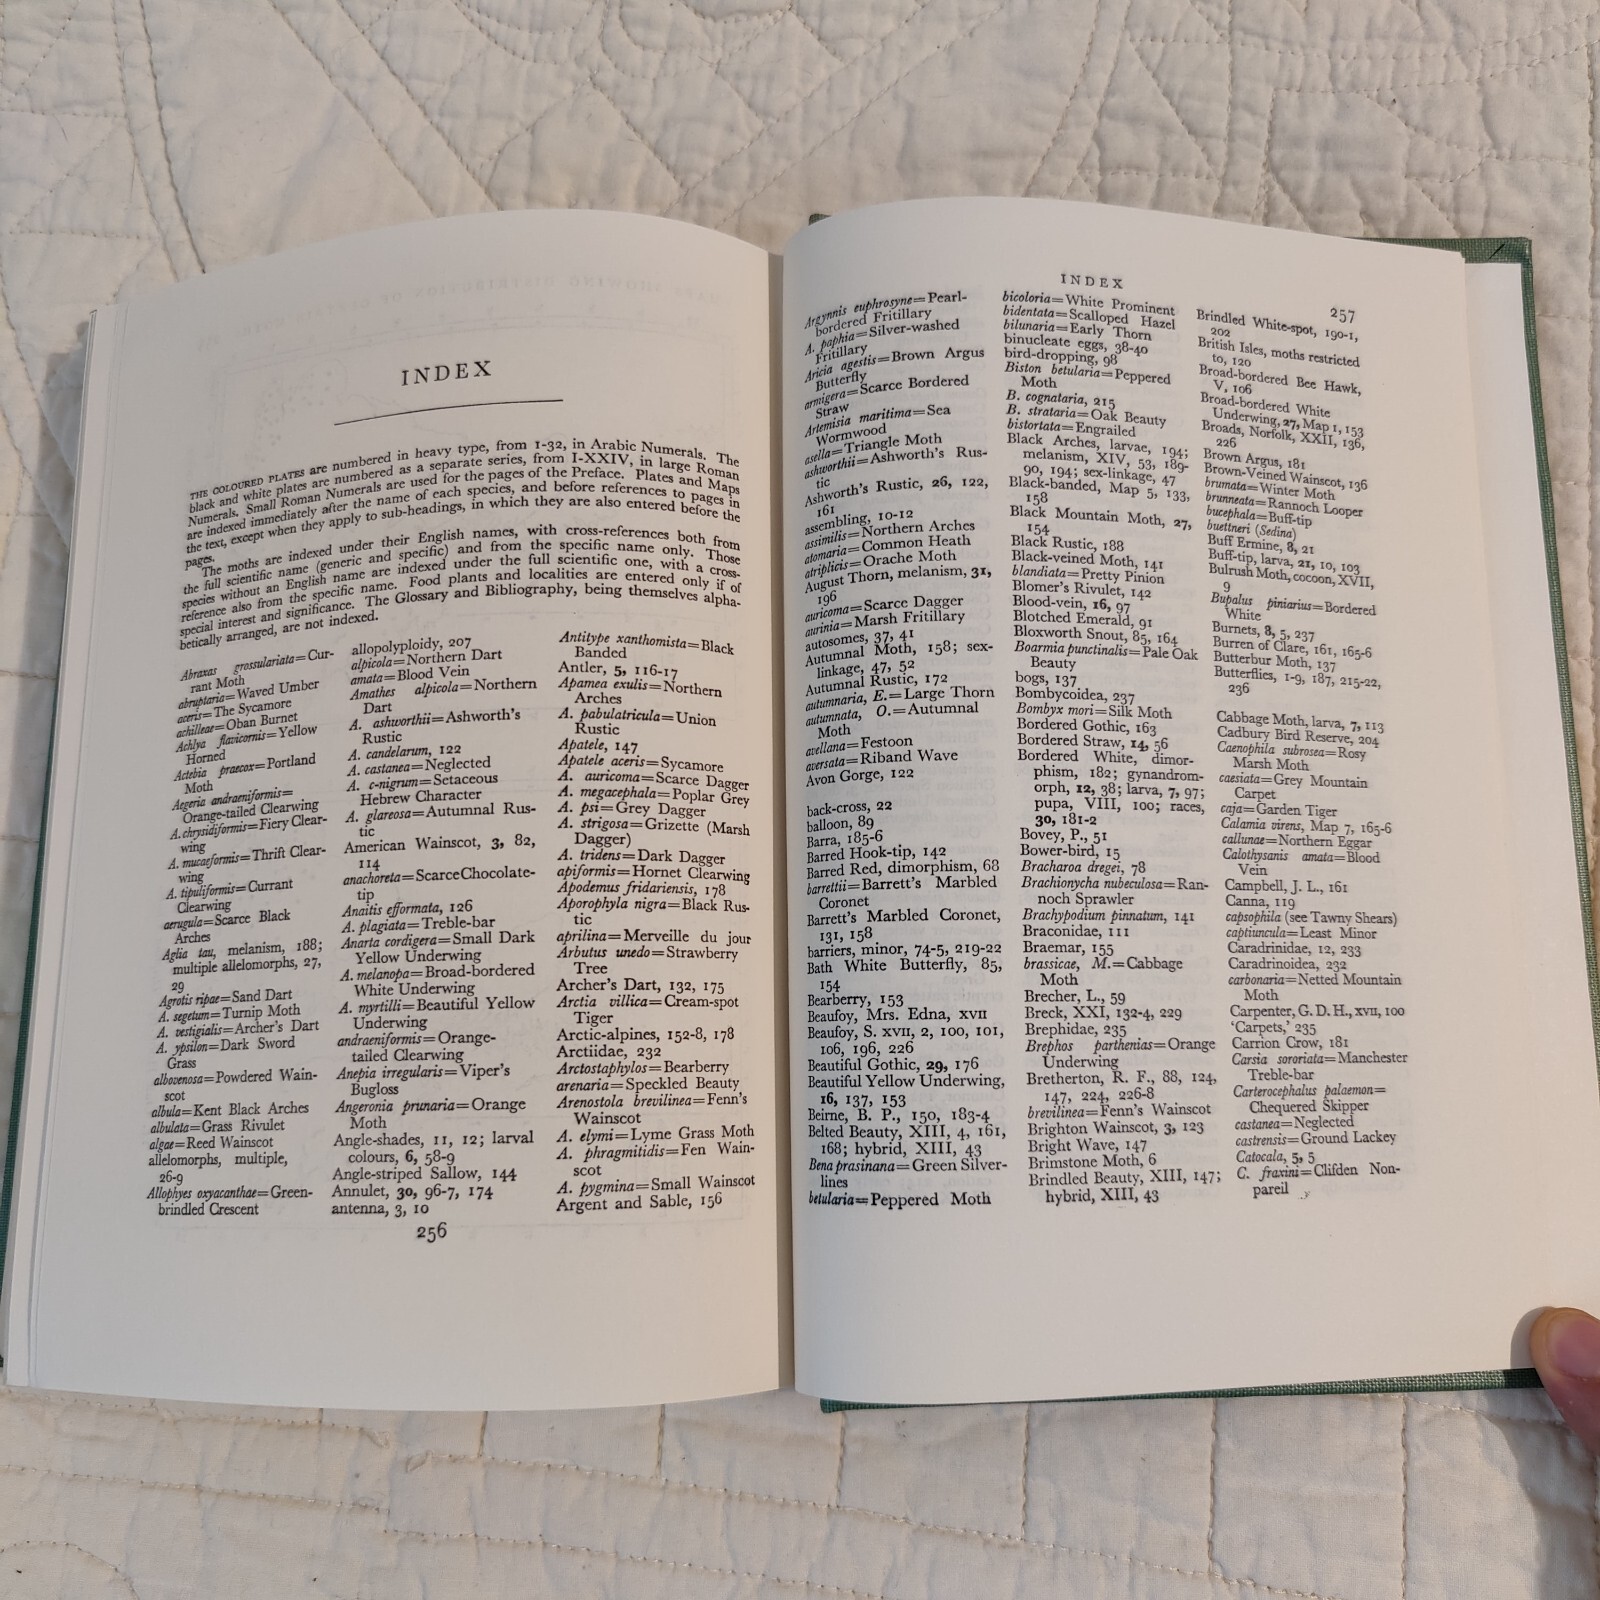 INDEX
THE COLOURED PLATES are numbered in heavy type, from 1-32, in Arabic Numerals. The
black and white plates are numbered as a separate series, from I-XXIV, in large Roman
Numerals. Small Roman Numerals are used for the pages of the Preface. Plates and Maps
are indexed immediately after the name of each species, and before references to pages in
the text, except when they apply to sub-headings, in which they are also entered before the
pages.
The moths are indexed under their English names, with cross-references both from
the full scientific name (generic and specific) and from the specific name only. Those
species without an English name are indexed under the full scientific one, with a cross-
reference also from the specific name. Food plants and localities are entered only if of
special interest and significance. The Glossary and Bibliography, being themselves alpha-
betically arranged, are not indexed.
Abraxas grossulariata=Cur-
rant Moth
abruptaria=Waved Umber
aceris=The Sycamore
achilleæ=Oban Burnet
Achlya flavicornis=Yellow
Horned
Actebia praecox=Portland
Moth
Aegeria andraeniformis=
Orange-tailed Clearwing
A. chrysidiformis=Fiery Clear-
wing
A. mucaeformis=Thrift Clear-
wing
A. tipuliformis=Currant
Clearwing
aerugula=Scarce Black
Arches
Aglia tau, melanism, 188;
multiple allelomorphs, 27,
29
Agrotis ripae=Sand Dart
A. segetum=Turnip Moth
A. vestigialis=Archer's Dart
A. ypsilon=Dark Sword
Grass
albovenosa=Powdered Wain-
scot
albula=Kent Black Arches
albulata=Grass Rivulet
algae=Reed Wainscot
allelomorphs, multiple,
26-9
Allophyes oxyacanthae=Green-
brindled Crescent
allopolyploidy, 207
alpicola=Northern Dart
amata=Blood Vein
Amathes alpicola=Northern
Dart
A. ashworthii=Ashworth's
Rustic
A. candelarum, 122
A. castanea=Neglected
A. c-nigrum=Setaceous
Hebrew Character
A. glareosa=Autumnal Rus-
tic
American Wainscot, 3, 82,
114
anachoreta=ScarceChocolate-
tip
Anaitis efformata, 126
A. plagiata=Treble-bar
Anarta cordigera=Small Dark
Yellow Underwing
A. melanopa=Broad-bordered
White Underwing
A. myrtilli=Beautiful Yellow
Underwing
andraeniformis=Orange-
tailed Clearwing
Anepia irregularis=Viper's
Bugloss
Angeronia prunaria=Orange
Moth
Angle-shades, 11, 12; larval
colours, 6, 58-9
Angle-striped Sallow, 144
Annulet, 30, 96-7, 174
antenna, 3, 10
Antitype xanthomista=Black
Banded
Antler, 5, 116-17
Apamea exulis=Northern
Arches
A. pabulatricula=Union
Rustic
Apatele, 147
Apatele aceris=Sycamore
A. auricoma=Scarce Dagger
A. megacephala=Poplar Grey
A. psi=Grey Dagger
A. strigosa=Grizette (Marsh
Dagger)
A. tridens=Dark Dagger
apiformis=Hornet Clearwing
Apodemus fridariensis, 178
Aporophyla nigra=Black Rus-
tic
aprilina=Merveille du jour
Arbutus unedo=Strawberry
Tree
Archer's Dart, 132, 175
Arctia villica=Cream-spot
Tiger
Arctic-alpines, 152-8, 178
Arctiidae, 232
Arctostaphylos=Bearberry
arenaria=Speckled Beauty
Arenostola brevilinea=Fenn's
Wainscot
A. elymi=Lyme Grass Moth
A. phragmitidis=Fen Wain-
scot
A. pygmina=Small Wainscot
Argent and Sable, 156
256
INDEX
257
Argynnis euphrosyne=Pearl-
bordered Fritillary
A. paphia=Silver-washed
Fritillary
Aricia agestis=Brown Argus
Butterfly
armigera=Scarce Bordered
Straw
Artemisia maritima=Sea
Wormwood
asella=Triangle Moth
ashworthii=Ashworth's Rus-
tic
Ashworth's Rustic, 26, 122,
161
assembling, 10-12
assimilis=Northern Arches
atomaria=Common Heath
atriplicis=Orache Moth
August Thorn, melanism, 31,
196
auricoma=Scarce Dagger
aurinia=Marsh Fritillary
autosomes, 37, 41
Autumnal Moth, 158; sex-
linkage, 47, 52
Autumnal Rustic, 172
autumnaria, E.=Large Thorn
autumnata, O.=Autumnal
Moth
avellana=Festoon
aversata=Riband Wave
Avon Gorge, 122
back-cross, 22
balloon, 89
Barra, 185-6
Barred Hook-tip, 142
Barred Red, dimorphism, 68
barrettii=Barrett's Marbled
Coronet
Barrett's Marbled Coronet,
131, 158
barriers, minor, 74-5, 219-22
Bath White Butterfly, 85,
154
Bearberry, 153
Beaufoy, Mrs. Edna, xvii
Beaufoy, S. xvii, 2, 100, 101,
106, 196, 226
Beautiful Gothic, 29, 176
Beautiful Yellow Underwing,
16, 137, 153
Beirne, B. P., 150, 183-4
Belted Beauty, XIII, 4, 161,
168; hybrid, XIII, 43
Bena prasinana=Green Silver-
lines
betularia=Peppered Moth
bicoloria=White Prominent
bidentata=Scalloped Hazel
bilunaria=Early Thorn
binucleate eggs, 38-40
bird-dropping, 98
Biston betularia=Peppered
Moth
B. cognataria, 215
B. strataria=Oak Beauty
bistortata=Engrailed
Black Arches, larvae, 194;
melanism, XIV, 53, 189-
90, 194; sex-linkage, 47
Black-banded, Map 5, 133,
158
Black Mountain Moth, 27,
154
Black Rustic, 188
Black-veined Moth, 141
blandiata=Pretty Pinion
Blomer's Rivulet, 142
Blood-vein, 16, 97
Blotched Emerald, 91
Bloxworth Snout, 85, 164
Boarmia punctinalis=Pale Oak
Beauty
bogs, 137
Bombycoidea, 237
Bombyx mori=Silk Moth
Bordered Gothic, 163
Bordered Straw, 14, 56
Bordered White, dimor-
phism, 182; gynandrom-
orph, 12, 38; larva, 7, 97;
pupa, VIII, 100; races,
30, 181-2
Bovey, P., 51
Bower-bird, 15
Bracharoa dregei, 78
Brachionycha nubeculosa=Ran-
noch Sprawler
Brachypodium pinnatum, 141
Braconidae, 111
Braemar, 155
brassicae, M.=Cabbage
Moth
Brecher, L., 59
Breck, XXI, 132-4, 229
Brephidae, 235
Brephos parthenias=Orange
Underwing
Bretherton, R. F., 88, 124,
147, 224, 226-8
brevilinea=Fenn's Wainscot
Brighton Wainscot, 3, 123
Bright Wave, 147
Brimstone Moth, 6
Brindled Beauty, XIII, 147;
hybrid, XIII, 43
Brindled White-spot, 190-1,
202
British Isles, moths restricted
to, 120
Broad-bordered Bee Hawk,
V, 106
Broad-bordered White
Underwing, 27, Map 1, 153
Broads, Norfolk, XXII, 136,
226
Brown Argus, 181
Brown-Veined Wainscot, 136
brumata=Winter Moth
brunneata=Rannoch Looper
bucephala=Buff-tip
buettneri (Sedina)
Buff Ermine, 8, 21
Buff-tip, larva, 21, 10, 103
Bulrush Moth, cocoon, XVII,
9
Bupalus piniarius=Bordered
White
Burnets, 8, 5, 237
Burren of Clare, 161, 165-6
Butterbur Moth, 137
Butterflies, 1-9, 187, 215-22,
236
Cabbage Moth, larva, 7, 113
Cadbury Bird Reserve, 204
Caenophila subrosea=Rosy
Marsh Moth
caesiata=Grey Mountain
Carpet
caja=Garden Tiger
Calamia virens, Map 7, 165-6
callunae=Northern Eggar
Calothysanis amata=Blood
Vein
Campbell, J. L., 161
Canna, 119
capsophila (see Tawny Shears)
captiuncula=Least Minor
Caradrinidae, 12, 233
Caradrinoidea, 232
carbonaria=Netted Mountain
Moth
Carpenter, G. D. H., xvii, 100
'Carpets,' 235
Carrion Crow, 181
Carsia sororiata=Manchester
Treble-bar
Carterocephalus palaemon=
Chequered Skipper
castanea=Neglected
castrensis=Ground Lackey
Catocala, 5, 5
C. fraxini=Clifden Non-
pareil